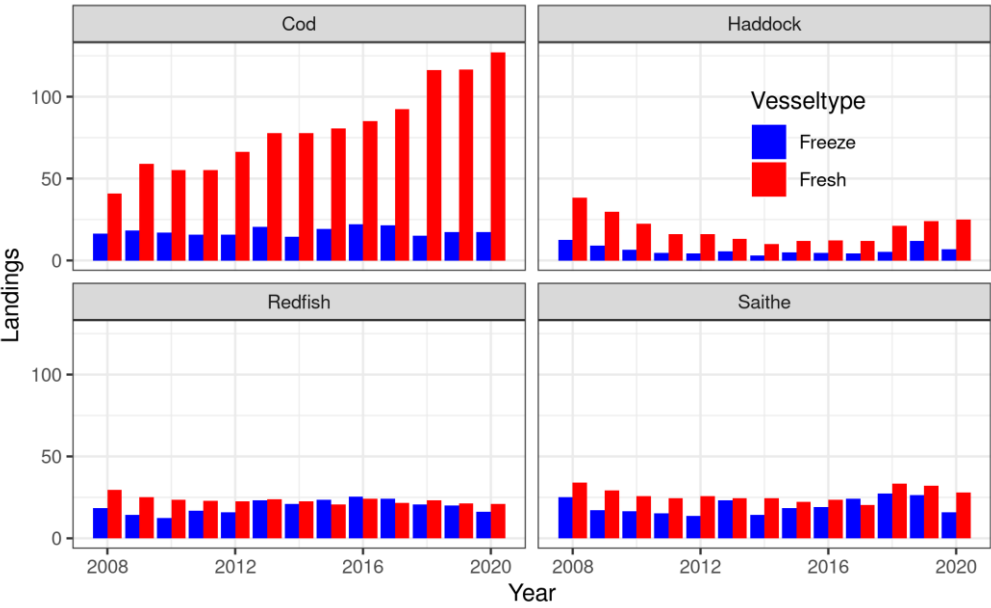 Cod
Haddock
100
50
0
Vesseltype
Freeze
Fresh
Landings
Redfish
Saithe
100
50
0
2008 2012 2016 2020
2008 2012 2016 2020
Year